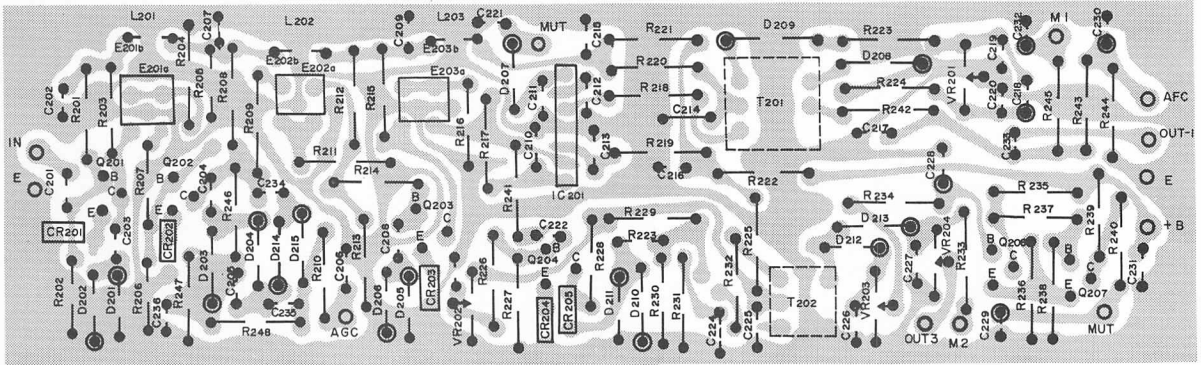 L201 C207 L202 C209 L203 C221 MUT C215 R221 D209 R223 C232 M1 C230
E201b R204 E202b E203b D207 R220 D208 C219
E201a R205 R208 E202a R212 R215 E203a C211 C212 R218 T201 R224 VR201 C220 C218 R245 R243 R244 AFC
C202 R201 R203 R209 R216 R217 C210 C213 C214 R242 C217 C233 OUT-1
IN R211 R219 C228
E C201 Q201 B R207 Q202 B C C204 R246 C234 R214 B Q203 R241 IC201 C216 R222 R234 R235 E
CR201 E C C203 E CR202 D203 D204 D214 D215 R210 R213 C208 E C C222 B Q204 R228 R229 R223 R232 R225 D213 D212 VR204 R233 R237 B Q206 C B R239 R240 +B
R202 D202 D201 R206 C236 R247 C205 C235 C206 D206 D205 CR203 R226 R227 E C D211 D210 R230 R231 T202 VR203 C227 E R236 R238 C E Q207 C231
R248 AGC VR202 CR204 CR205 C224 C225 C226 OUT3 M2 C229 MUT